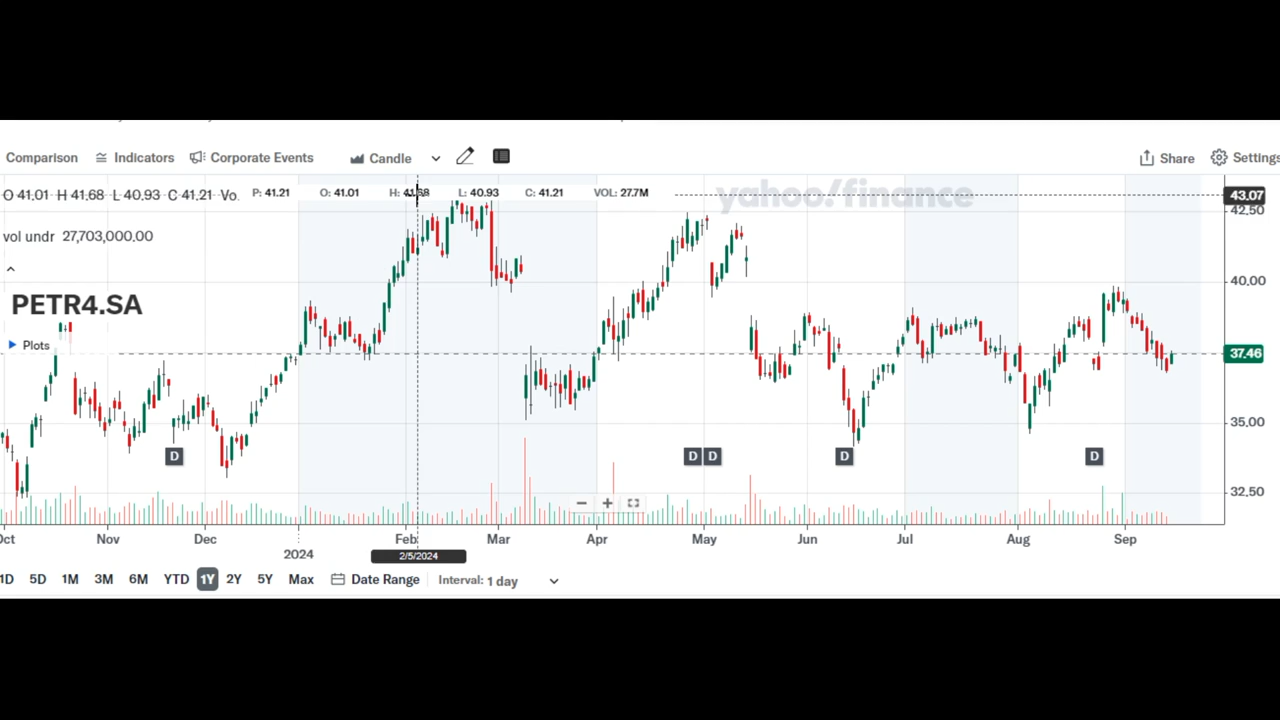 Comparison Indicators Corporate Events Candle Share Settings
yahoo/finance
O 41.01 H 41.68 L 40.93 C 41.21 Vo. P: 41.21 O: 41.01 H: 41.68 L: 40.93 C: 41.21 VOL: 27.7M 43.07
42.50
vol undr 27,703,000.00
40.00
PETR4.SA
Plots
37.46
35.00
D D D D D
32.50
Oct Nov Dec Feb Mar Apr May Jun Jul Aug Sep
2024 2/5/2024
1D 5D 1M 3M 6M YTD 1Y 2Y 5Y Max Date Range Interval: 1 day